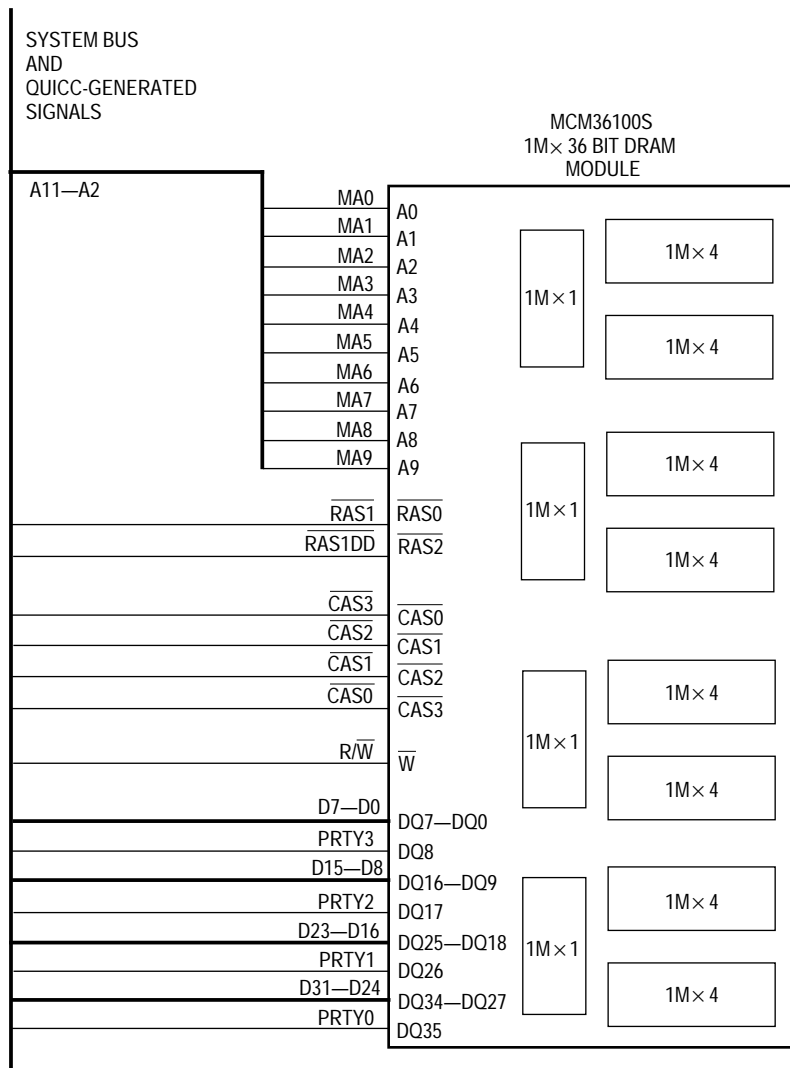 SYSTEM BUS
AND
QUICC-GENERATED
SIGNALS
MCM36100S
1M× 36 BIT DRAM
MODULE
A11—A2
MA0
A0
MA1
A1
MA2
A2
MA3
A3
MA4
A4
MA5
A5
MA6
A6
MA7
A7
MA8
A8
MA9
A9
RAS1
RAS0
RAS1DD
RAS2
CAS3
CAS0
CAS2
CAS1
CAS1
CAS2
CAS0
CAS3
R/W
W
D7—D0
DQ7—DQ0
PRTY3
DQ8
D15—D8
DQ16—DQ9
PRTY2
DQ17
D23—D16
DQ25—DQ18
PRTY1
DQ26
D31—D24
DQ34—DQ27
PRTY0
DQ35
1M× 1
1M× 4
1M× 4
1M× 1
1M× 4
1M× 4
1M× 1
1M× 4
1M× 4
1M× 1
1M× 4
1M× 4